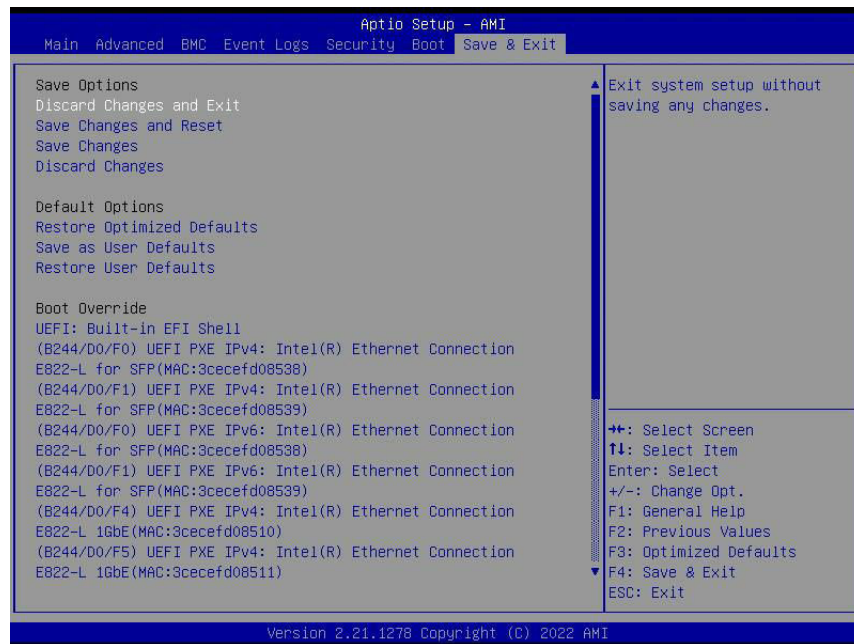 Aptio Setup – AMI
Main Advanced BMC Event Logs Security Boot Save & Exit
Save Options
Discard Changes and Exit
Save Changes and Reset
Save Changes
Discard Changes
Default Options
Restore Optimized Defaults
Save as User Defaults
Restore User Defaults
Boot Override
UEFI: Built-in EFI Shell
(B244/D0/F0) UEFI PXE IPv4: Intel(R) Ethernet Connection
E822-L for SFP(MAC:3cecefd08538)
(B244/D0/F1) UEFI PXE IPv4: Intel(R) Ethernet Connection
E822-L for SFP(MAC:3cecefd08539)
(B244/D0/F0) UEFI PXE IPv6: Intel(R) Ethernet Connection
E822-L for SFP(MAC:3cecefd08538)
(B244/D0/F1) UEFI PXE IPv6: Intel(R) Ethernet Connection
E822-L for SFP(MAC:3cecefd08539)
(B244/D0/F4) UEFI PXE IPv4: Intel(R) Ethernet Connection
E822-L 1GbE(MAC:3cecefd08510)
(B244/D0/F5) UEFI PXE IPv4: Intel(R) Ethernet Connection
E822-L 1GbE(MAC:3cecefd08511)
Exit system setup without
saving any changes.
→←: Select Screen
↑↓: Select Item
Enter: Select
+/-: Change Opt.
F1: General Help
F2: Previous Values
F3: Optimized Defaults
F4: Save & Exit
ESC: Exit
Version 2.21.1278 Copyright (C) 2022 AMI